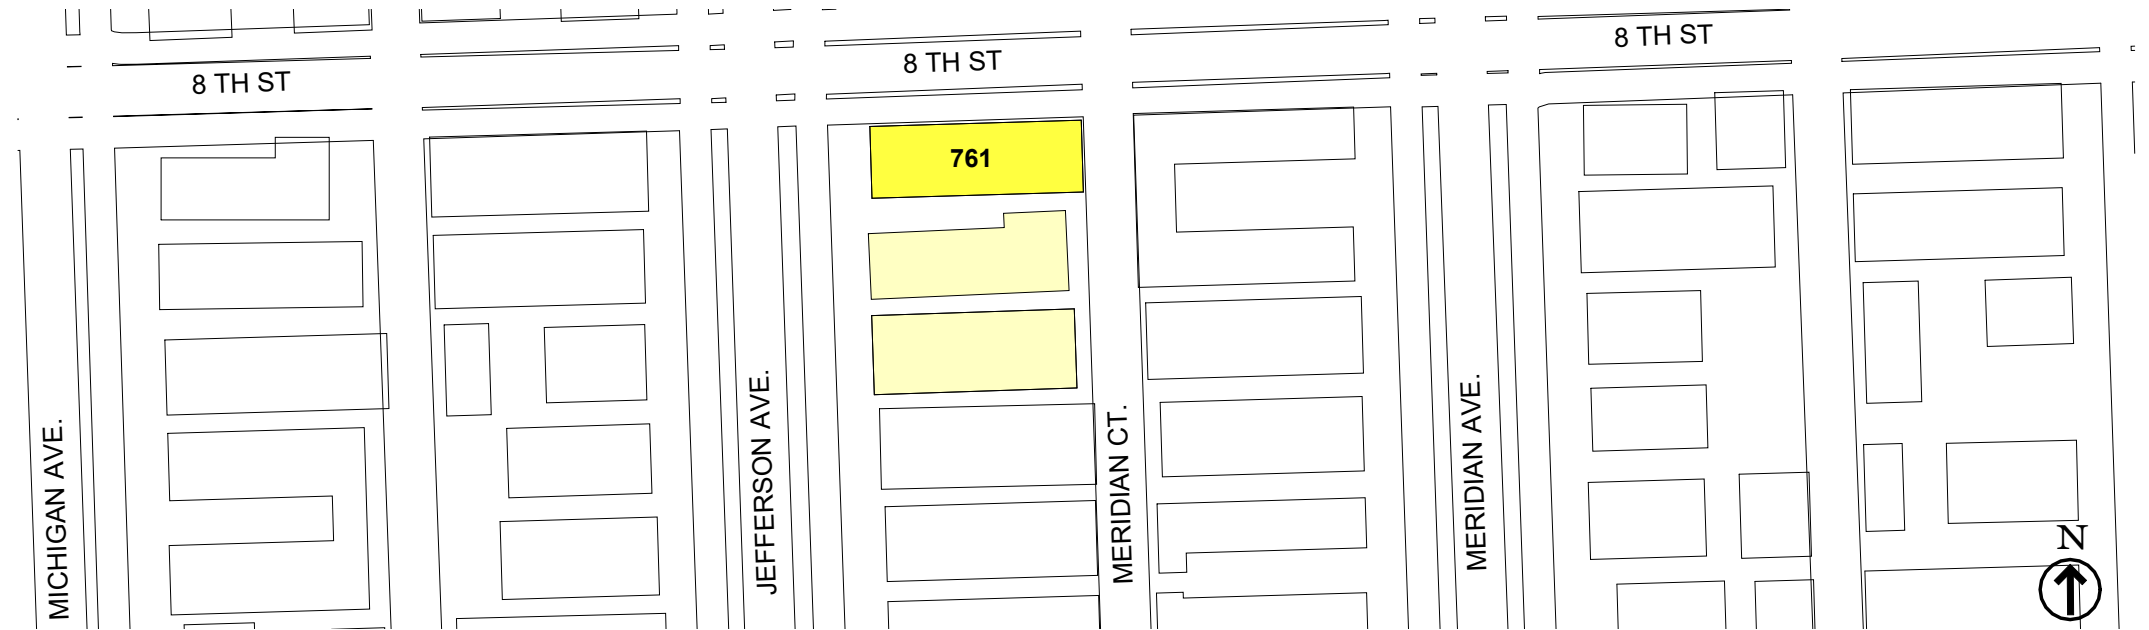 8 TH ST
8 TH ST
8 TH ST
761
MICHIGAN AVE.
JEFFERSON AVE.
MERIDIAN CT.
MERIDIAN AVE.
N